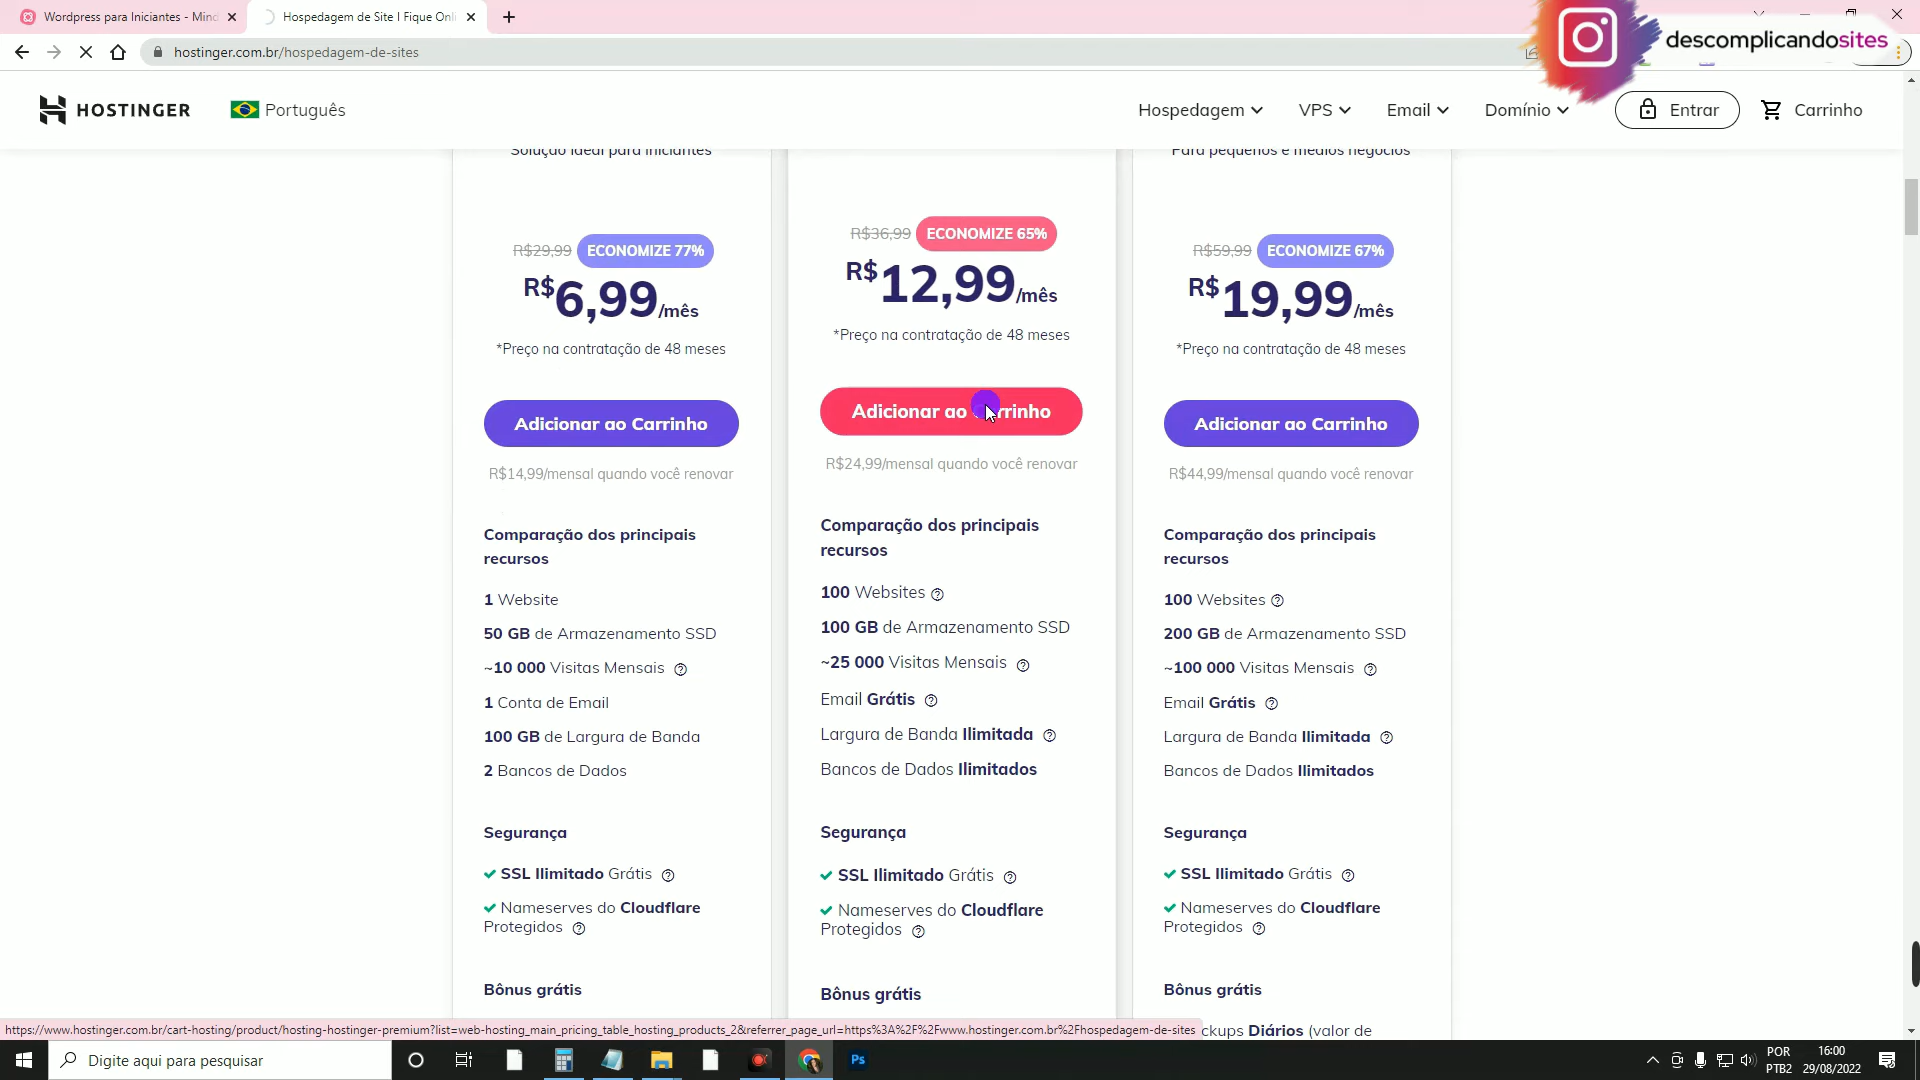 Wordpress para Iniciantes - Mind
Hospedagem de Site I Fique Onli
hostinger.com.br/hospedagem-de-sites
descomplicandosites
HOSTINGER
Português
Hospedagem
VPS
Email
Domínio
Entrar
Carrinho
Solução ideal para iniciantes
R$29,99 ECONOMIZE 77%
R$6,99/mês
*Preço na contratação de 48 meses
Adicionar ao Carrinho
R$14,99/mensal quando você renovar
Comparação dos principais
recursos
1 Website
50 GB de Armazenamento SSD
~10 000 Visitas Mensais
1 Conta de Email
100 GB de Largura de Banda
2 Bancos de Dados
Segurança
SSL Ilimitado Grátis
Nameserves do Cloudflare
Protegidos
Bônus grátis
R$36,99 ECONOMIZE 65%
R$12,99/mês
*Preço na contratação de 48 meses
Adicionar ao Carrinho
R$24,99/mensal quando você renovar
Comparação dos principais
recursos
100 Websites
100 GB de Armazenamento SSD
~25 000 Visitas Mensais
Email Grátis
Largura de Banda Ilimitada
Bancos de Dados Ilimitados
Segurança
SSL Ilimitado Grátis
Nameserves do Cloudflare
Protegidos
Bônus grátis
Para pequenos e médios negócios
R$59,99 ECONOMIZE 67%
R$19,99/mês
*Preço na contratação de 48 meses
Adicionar ao Carrinho
R$44,99/mensal quando você renovar
Comparação dos principais
recursos
100 Websites
200 GB de Armazenamento SSD
~100 000 Visitas Mensais
Email Grátis
Largura de Banda Ilimitada
Bancos de Dados Ilimitados
Segurança
SSL Ilimitado Grátis
Nameserves do Cloudflare
Protegidos
Bônus grátis
ckups Diários (valor de
https://www.hostinger.com.br/cart-hosting/product/hosting-hostinger-premium?list=web-hosting_main_pricing_table_hosting_products_2&referrer_page_url=https%3A%2F%2Fwww.hostinger.com.br%2Fhospedagem-de-sites
Digite aqui para pesquisar
Ps
POR
PTB2
16:00
29/08/2022